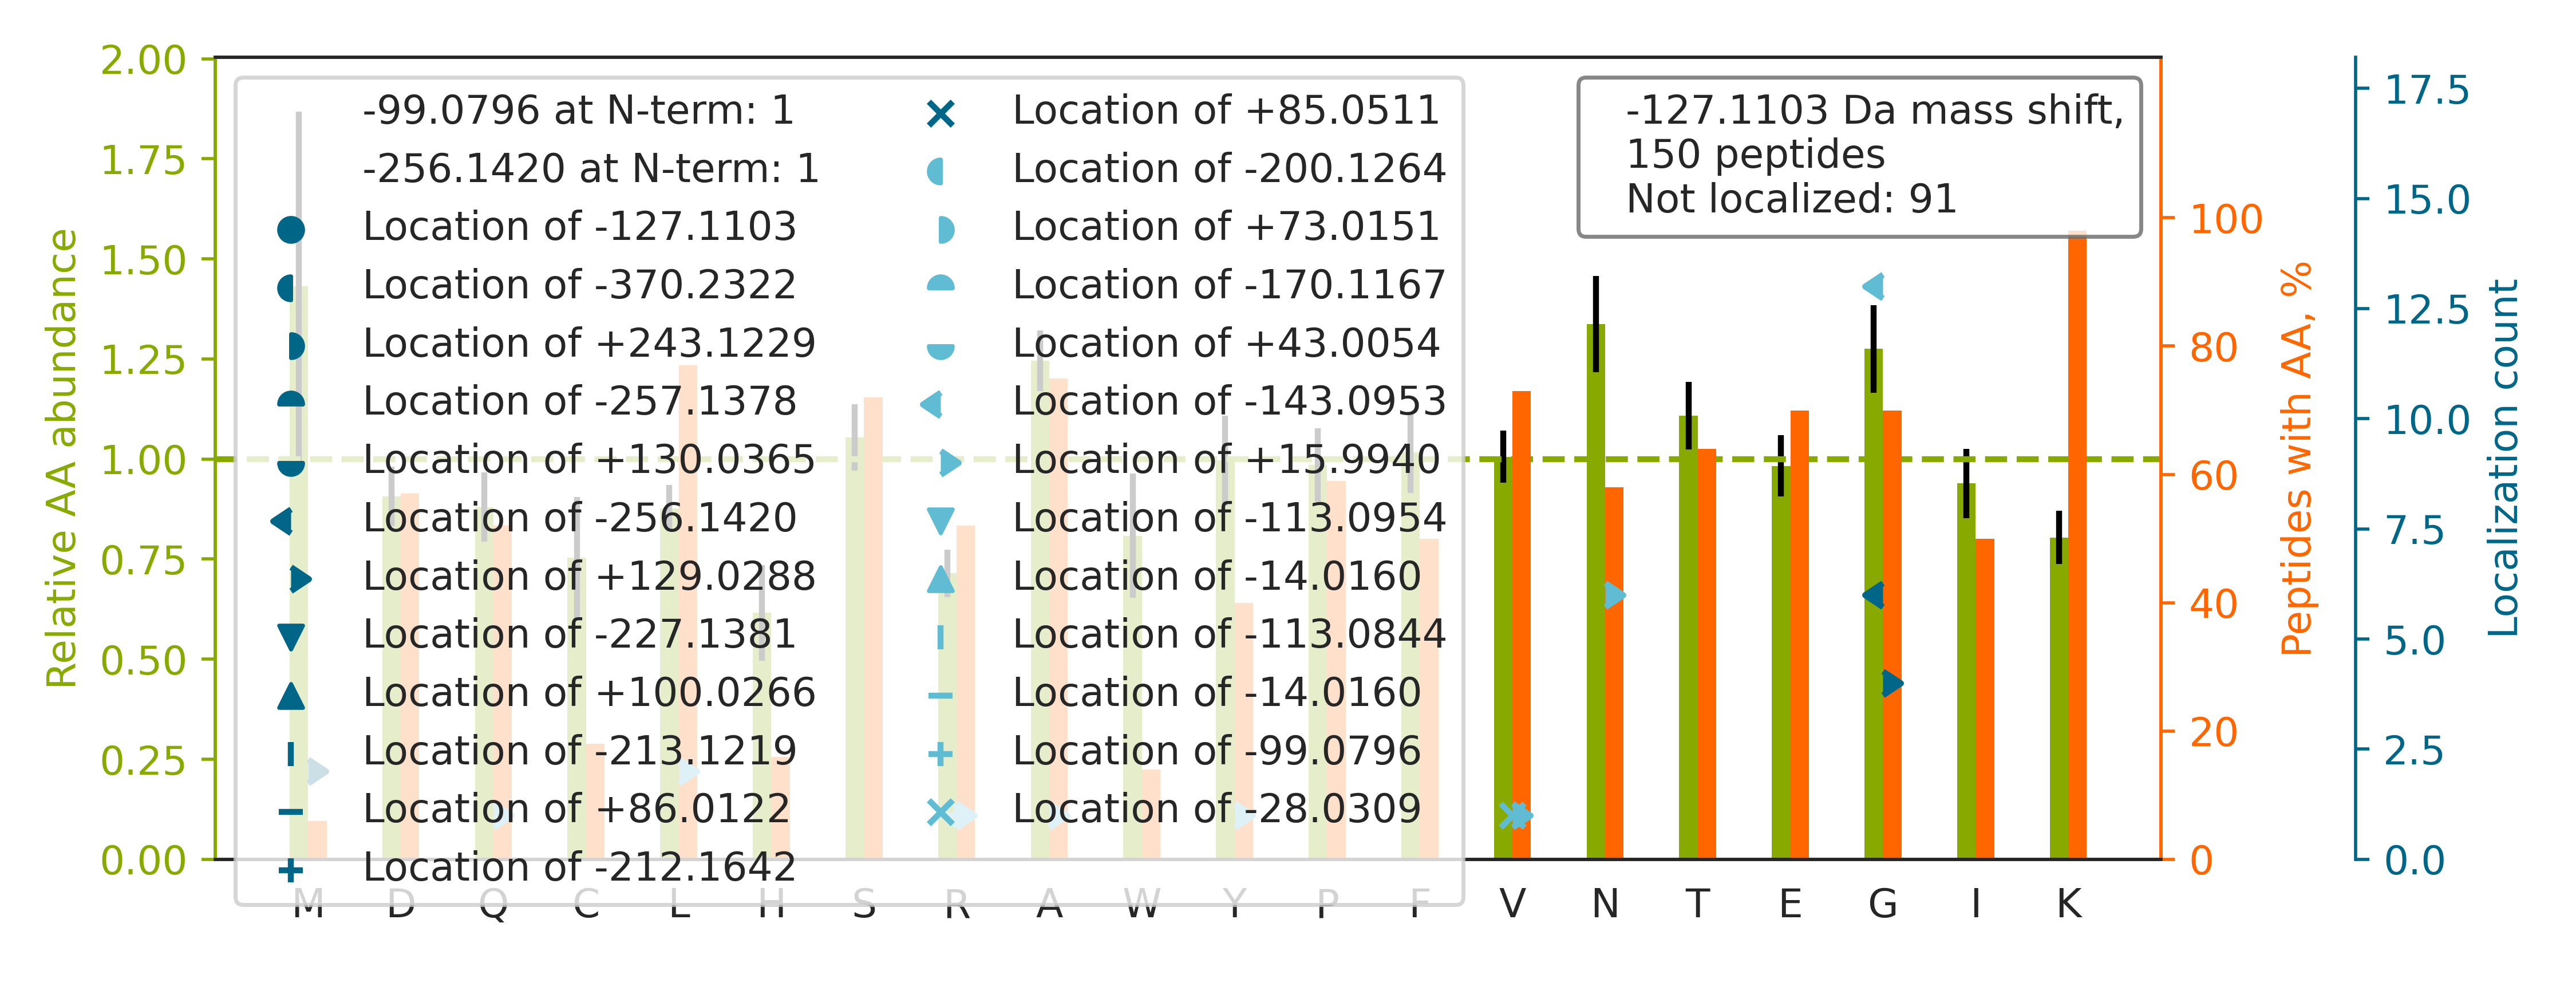 2.00
1.75
1.50
1.25
1.00
0.75
0.50
0.25
0.00
Relative AA abundance
-99.0796 at N-term: 1
-256.1420 at N-term: 1
Location of -127.1103
Location of -370.2322
Location of +243.1229
Location of -257.1378
Location of +130.0365
Location of -256.1420
Location of +129.0288
Location of -227.1381
Location of +100.0266
Location of -213.1219
Location of +86.0122
Location of -212.1642
Location of +85.0511
Location of -200.1264
Location of +73.0151
Location of -170.1167
Location of +43.0054
Location of -143.0953
Location of +15.9940
Location of -113.0954
Location of -14.0160
Location of -113.0844
Location of -14.0160
Location of -99.0796
Location of -28.0309
-127.1103 Da mass shift,
150 peptides
Not localized: 91
M D Q C L H S R A W Y P F V N T E G I K
100
80
60
40
20
0
Peptides with AA, %
17.5
15.0
12.5
10.0
7.5
5.0
2.5
0.0
Localization count